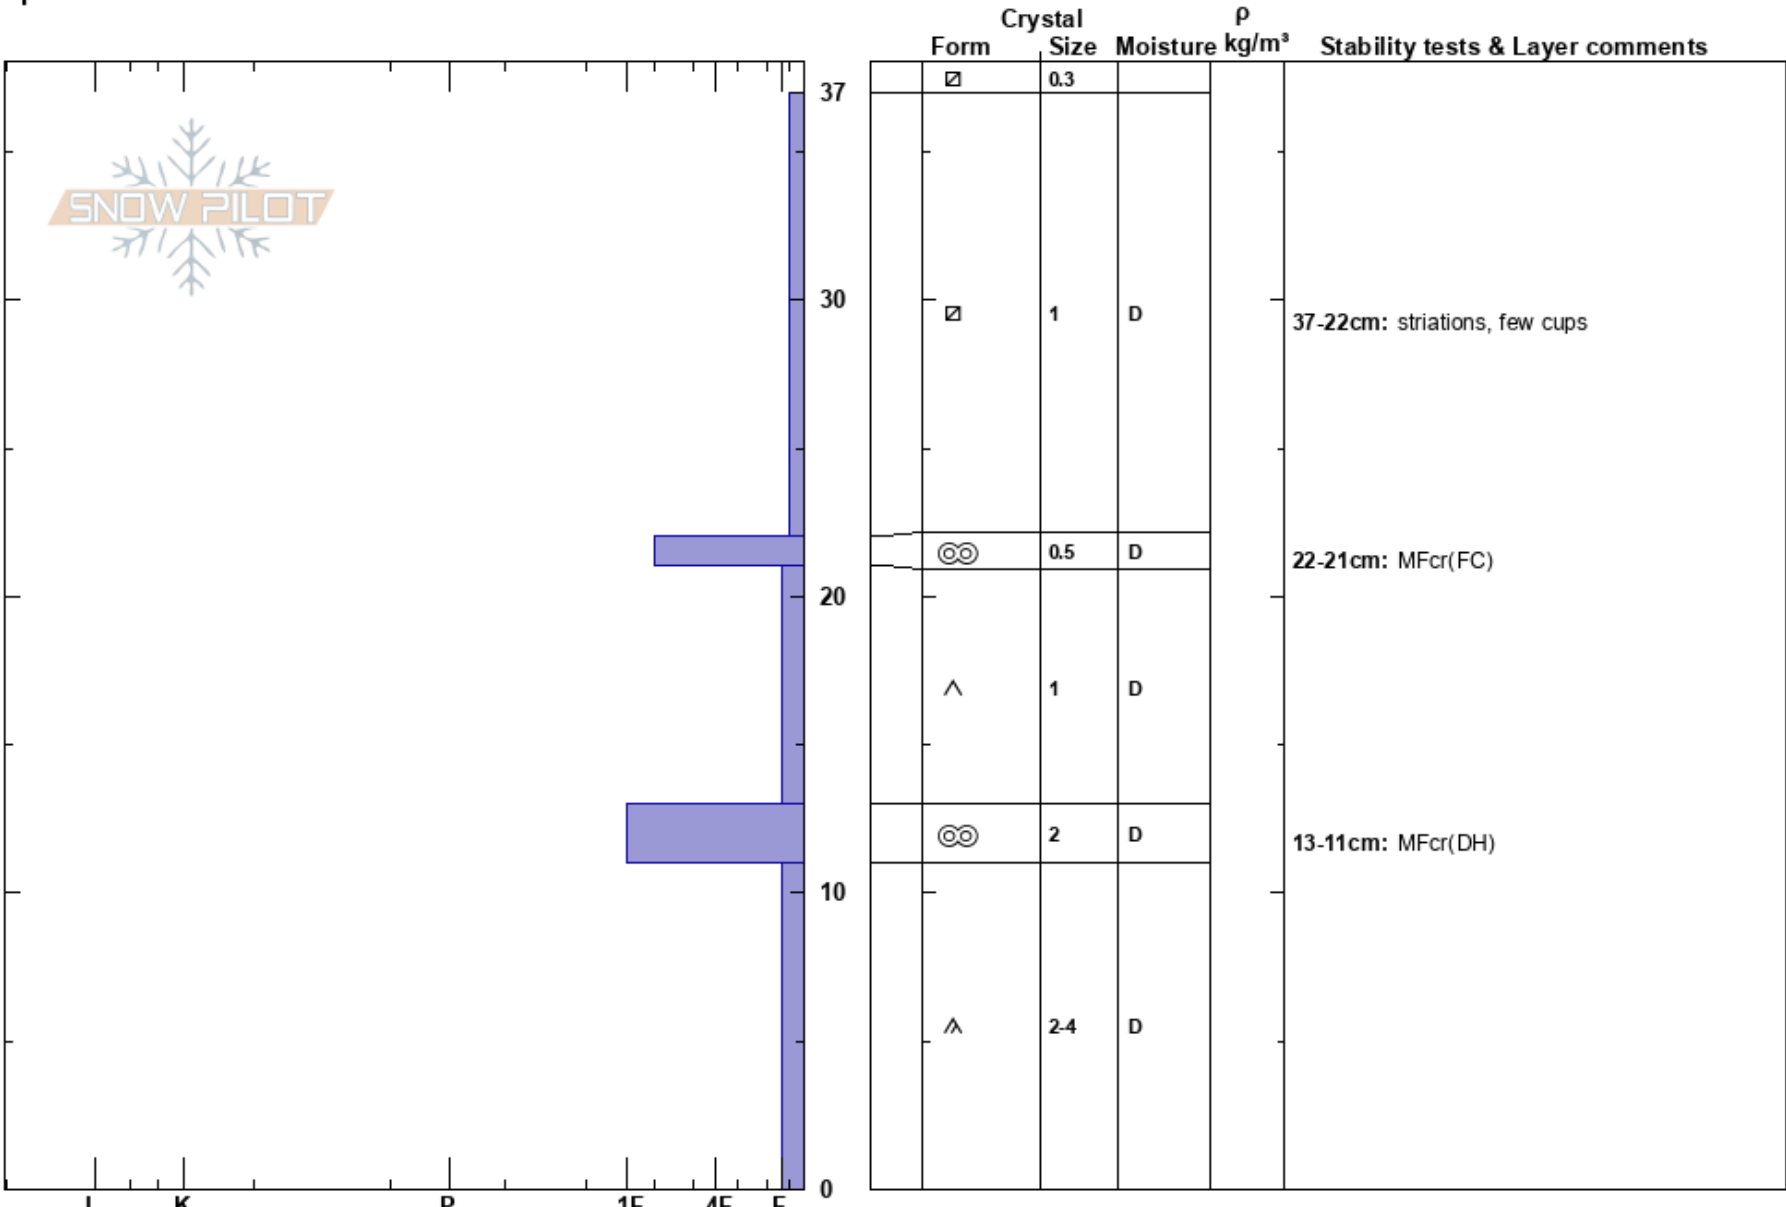 Crystal
ρ
Form Size Moisture kg/m³ Stability tests & Layer comments
0.3
37
SNOW PILOT
30
1 D
37-22cm: striations, few cups
0.5 D
22-21cm: MFcr(FC)
20
1 D
2 D
13-11cm: MFcr(DH)
10
2-4 D
0
I K P 1F 4F F